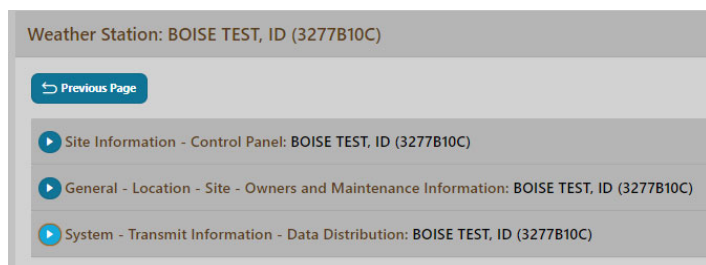 Weather Station: BOISE TEST, ID (3277B10C)
Previous Page
Site Information - Control Panel: BOISE TEST, ID (3277B10C)
General - Location - Site - Owners and Maintenance Information: BOISE TEST, ID (3277B10C)
System - Transmit Information - Data Distribution: BOISE TEST, ID (3277B10C)